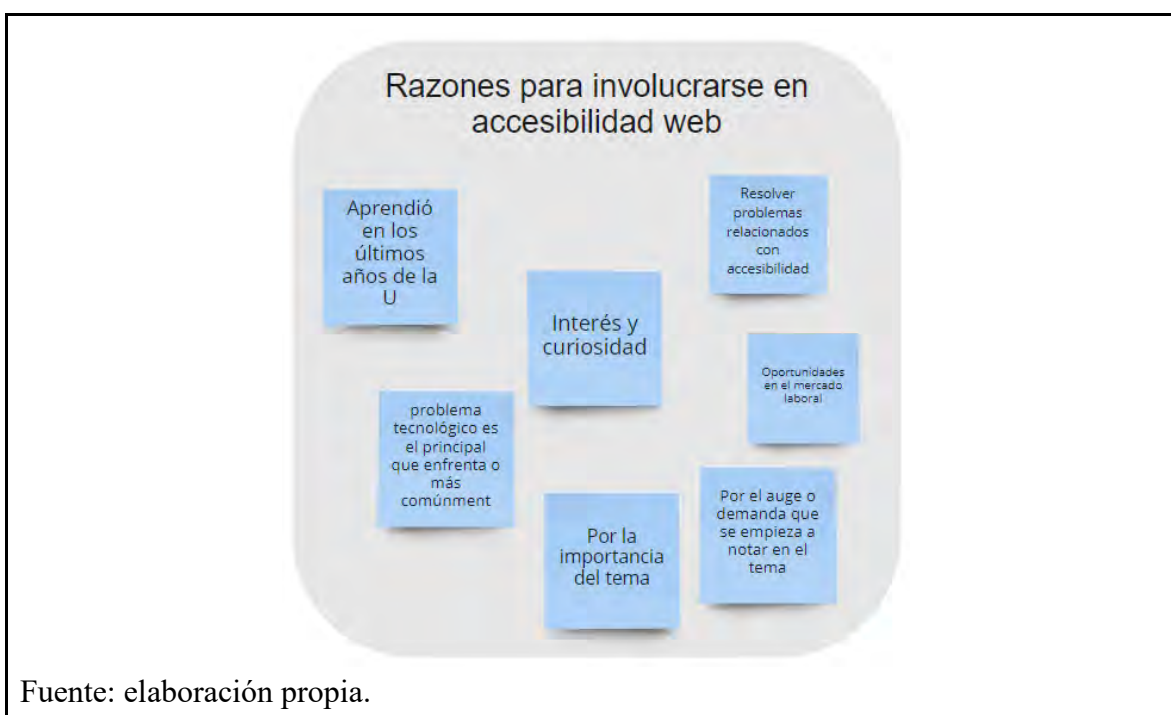 Razones para involucrarse en
accesibilidad web
Aprendió
en los
últimos
años de la
U
Resolver
problemas
relacionados
con
accesibilidad
Interés y
curiosidad
Oportunidades
en el mercado
laboral
problema
tecnológico es
el principal
que enfrenta o
más
comúnment
Por la
importancia
del tema
Por el auge o
demanda que
se empieza a
notar en el
tema
Fuente: elaboración propia.